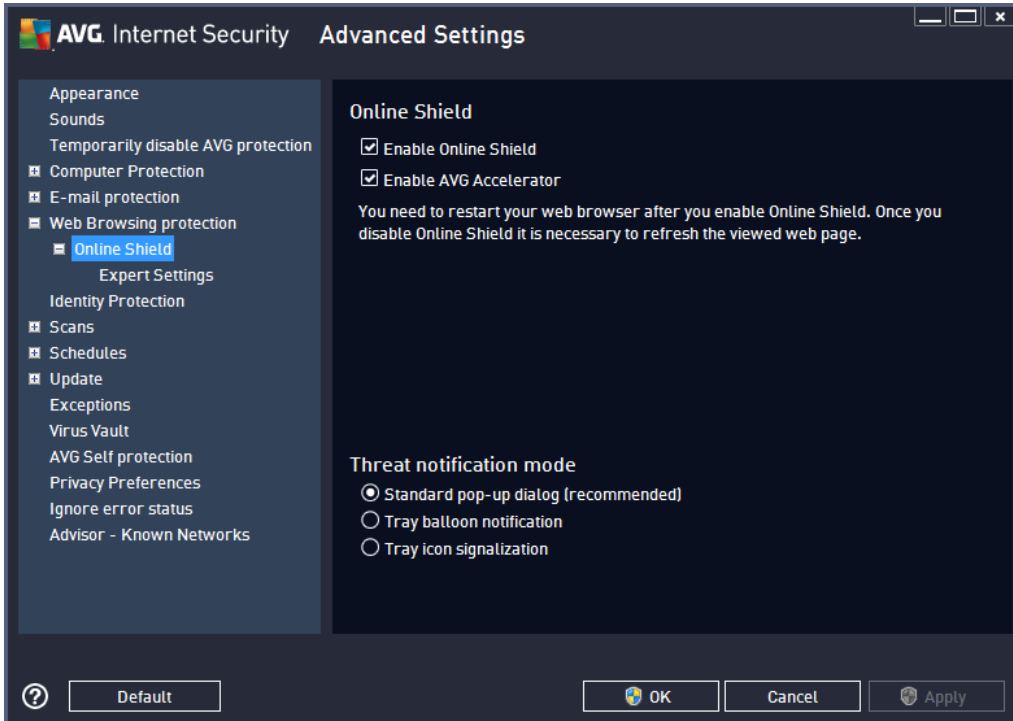 AVG. Internet Security Advanced Settings
Appearance
Sounds
Temporarily disable AVG protection
Computer Protection
E-mail protection
Web Browsing protection
Online Shield
Expert Settings
Identity Protection
Scans
Schedules
Update
Exceptions
Virus Vault
AVG Self protection
Privacy Preferences
Ignore error status
Advisor - Known Networks
Online Shield
Enable Online Shield
Enable AVG Accelerator
You need to restart your web browser after you enable Online Shield. Once you
disable Online Shield it is necessary to refresh the viewed web page.
Threat notification mode
Standard pop-up dialog (recommended)
Tray balloon notification
Tray icon signalization
Default
OK
Cancel
Apply